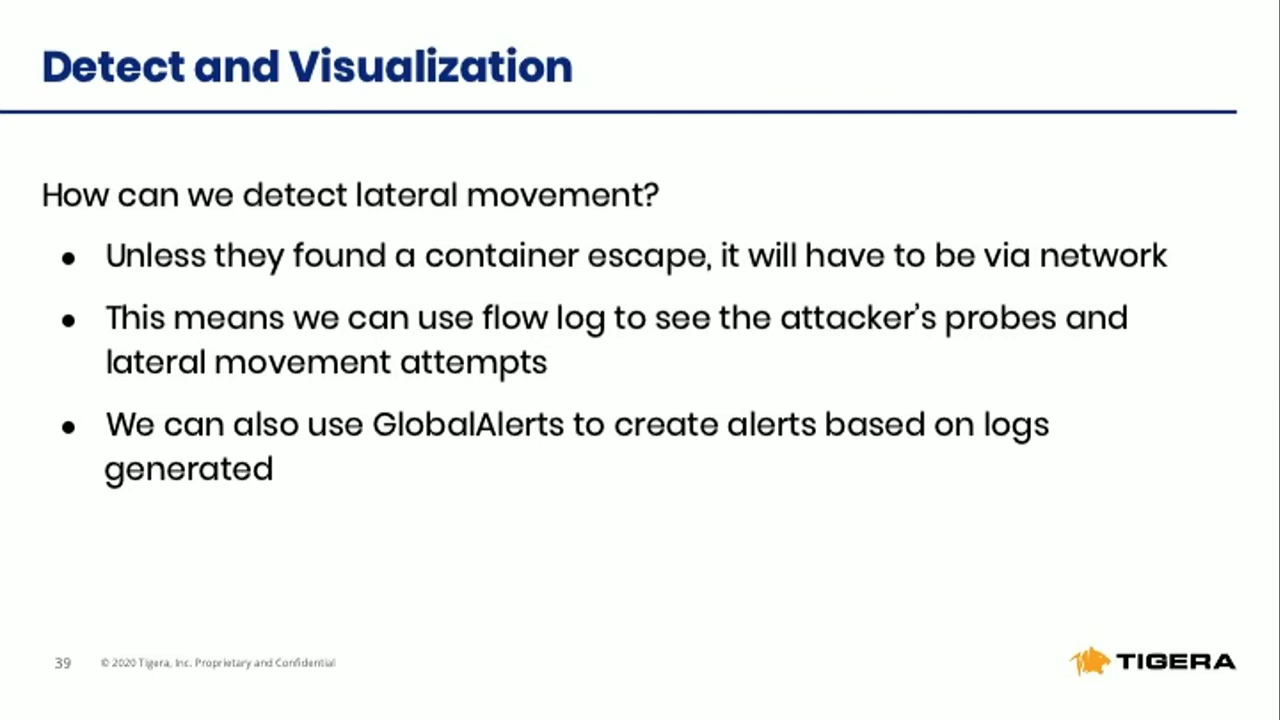 Detect and Visualization
How can we detect lateral movement?
● Unless they found a container escape, it will have to be via network
● This means we can use flow log to see the attacker's probes and
lateral movement attempts
● We can also use GlobalAlerts to create alerts based on logs
generated
39 © 2020 Tigera, Inc. Proprietary and Confidential
TIGERA